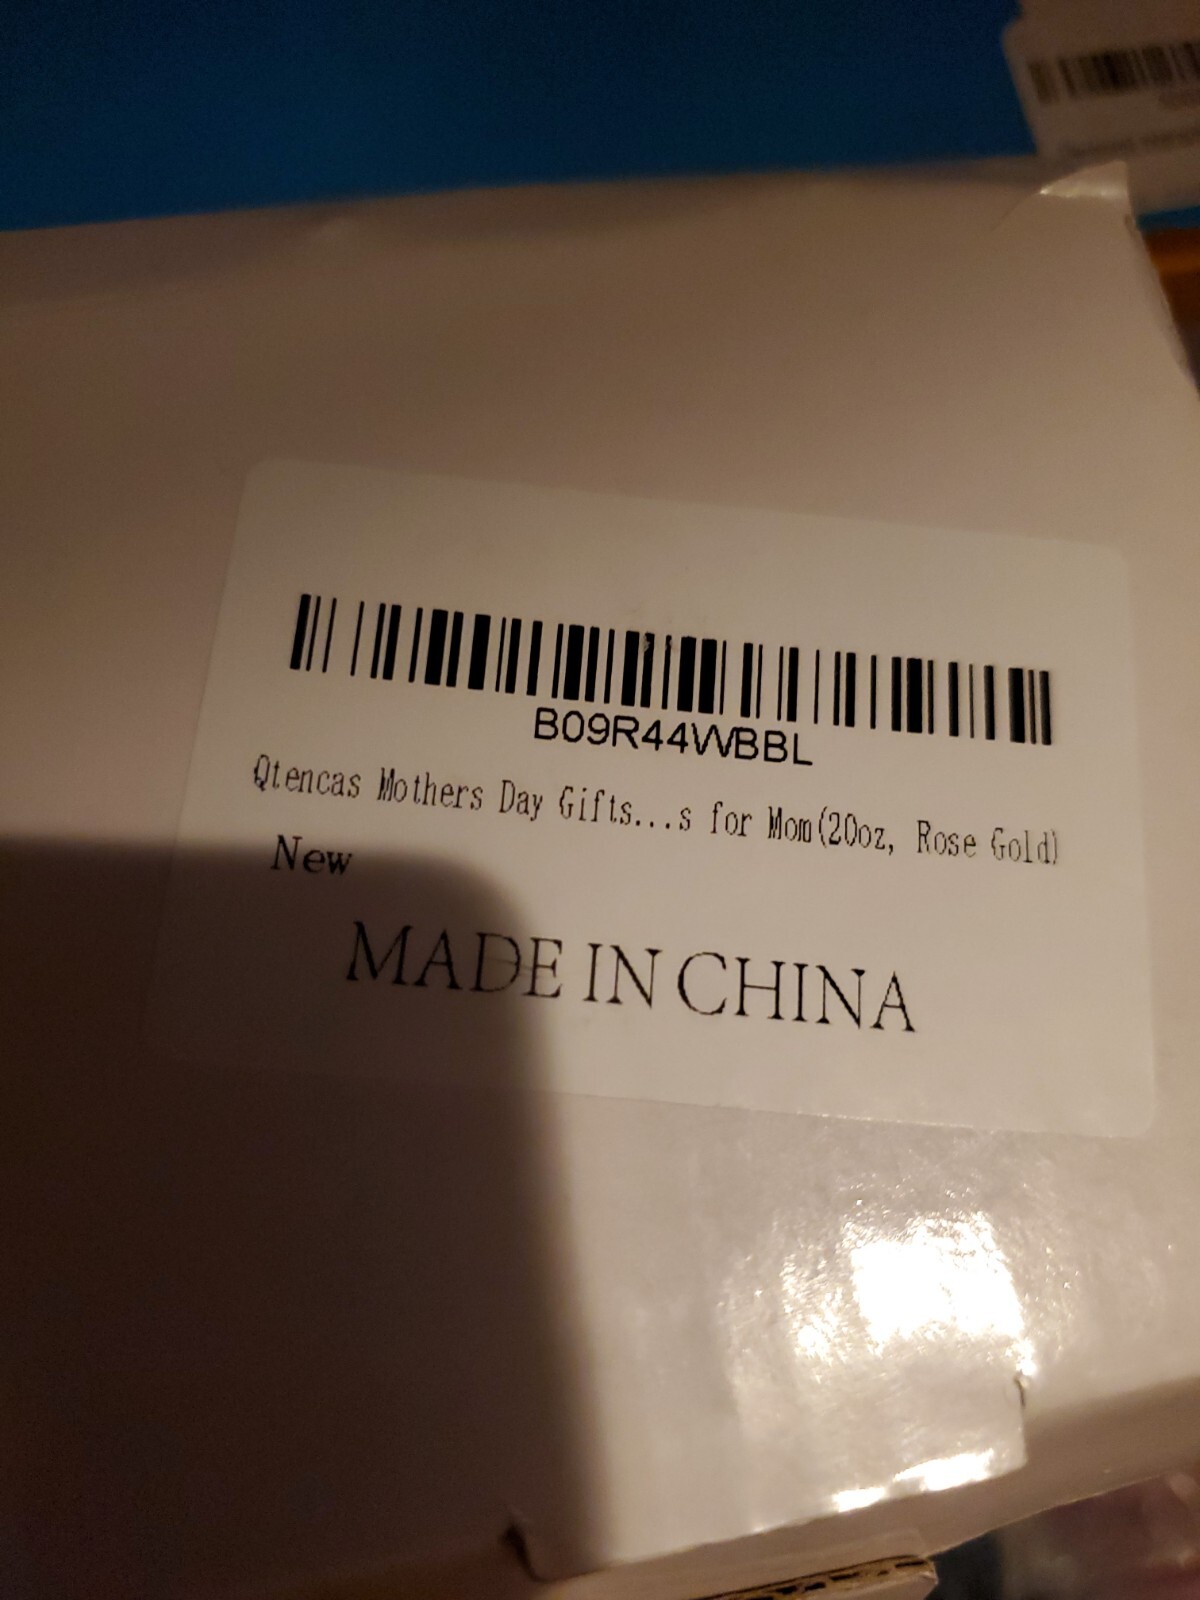 B09R44WBBL
Qtencas Mothers Day Gifts...s for Mom(20oz, Rose Gold)
New
MADE IN CHINA